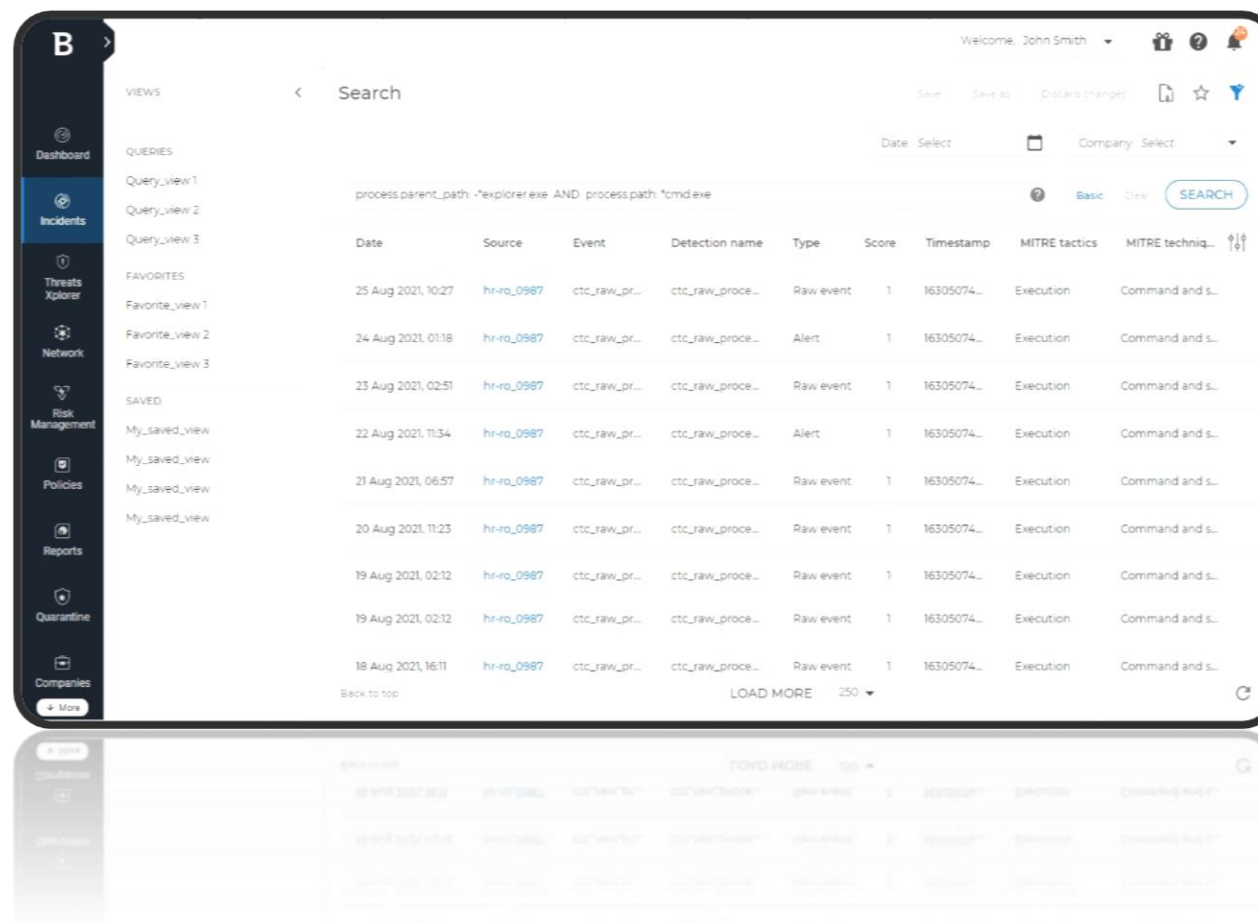 B
Welcome, John Smith
24
VIEWS
Search
Save Save as Discard changes
Date Select Company Select
Dashboard
QUERIES
Query_view 1
Query_view 2
Query_view 3
FAVORITES
Favorite_view 1
Favorite_view 2
Favorite_view 3
SAVED
My_saved_view
My_saved_view
My_saved_view
My_saved_view
Incidents
Threats
Xplorer
Network
Risk
Management
Policies
Reports
Quarantine
Companies
More
process.parent_path: -*explorer.exe AND process.path: *cmd.exe Basic Clear SEARCH
Date Source Event Detection name Type Score Timestamp MITRE tactics MITRE techniq...
25 Aug 2021, 10:27 hr-ro_0987 ctc_raw_pr... ctc_raw_proce... Raw event 1 16305074... Execution Command and s...
24 Aug 2021, 01:18 hr-ro_0987 ctc_raw_pr... ctc_raw_proce... Alert 1 16305074... Execution Command and s...
23 Aug 2021, 02:51 hr-ro_0987 ctc_raw_pr... ctc_raw_proce... Raw event 1 16305074... Execution Command and s...
22 Aug 2021, 11:34 hr-ro_0987 ctc_raw_pr... ctc_raw_proce... Alert 1 16305074... Execution Command and s...
21 Aug 2021, 06:57 hr-ro_0987 ctc_raw_pr... ctc_raw_proce... Raw event 1 16305074... Execution Command and s...
20 Aug 2021, 11:23 hr-ro_0987 ctc_raw_pr... ctc_raw_proce... Raw event 1 16305074... Execution Command and s...
19 Aug 2021, 02:12 hr-ro_0987 ctc_raw_pr... ctc_raw_proce... Raw event 1 16305074... Execution Command and s...
19 Aug 2021, 02:12 hr-ro_0987 ctc_raw_pr... ctc_raw_proce... Raw event 1 16305074... Execution Command and s...
18 Aug 2021, 16:11 hr-ro_0987 ctc_raw_pr... ctc_raw_proce... Raw event 1 16305074... Execution Command and s...
Back to top LOAD MORE 250